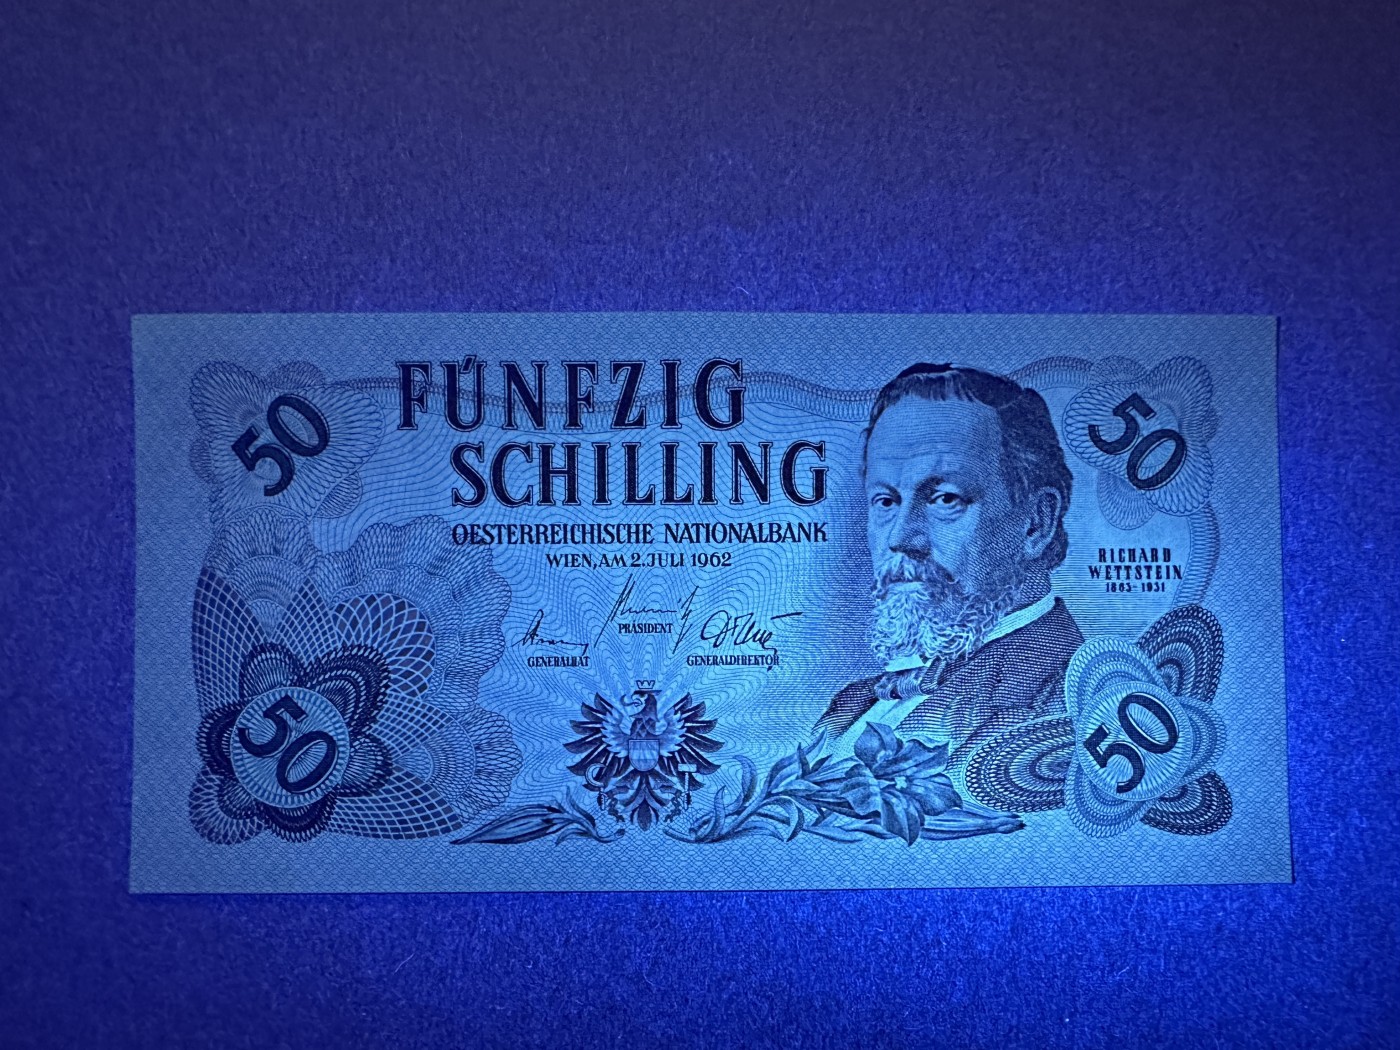 50
FÜNFZIG
SCHILLING
OESTERREICHISCHE NATIONALBANK
WIEN, AM 2. JULI 1962
50
RICHARD
WETTSTEIN
1863-1931
GENERALRAT
PRÄSIDENT
GENERALDIREKTOR
50
50